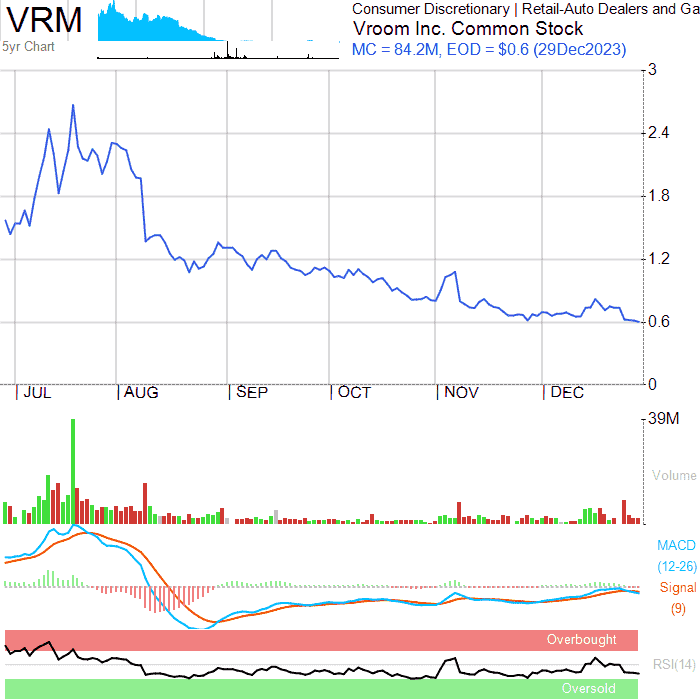 VRM
Consumer Discretionary | Retail-Auto Dealers and Ga
Vroom Inc. Common Stock
5yr Chart
MC = 84.2M, EOD = $0.6 (29Dec2023)
3
2.4
1.8
1.2
0.6
0
JUL AUG SEP OCT NOV DEC
39M
Volume
MACD
(12-26)
Signal
(9)
Overbought
RSI(14)
Oversold